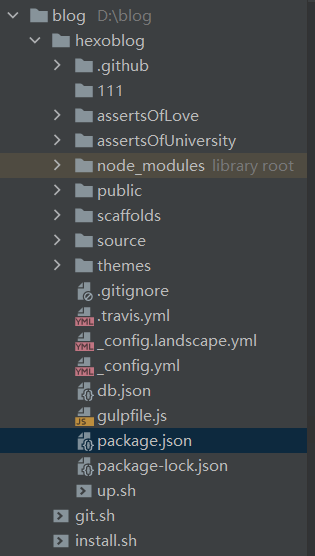 blog D:\blog
hexoblog
.github
111
assertsOfLove
assertsOfUniversity
node_modules library root
public
scaffolds
source
themes
.gitignore
.travis.yml
_config.landscape.yml
_config.yml
db.json
gulpfile.js
package.json
package-lock.json
up.sh
git.sh
install.sh